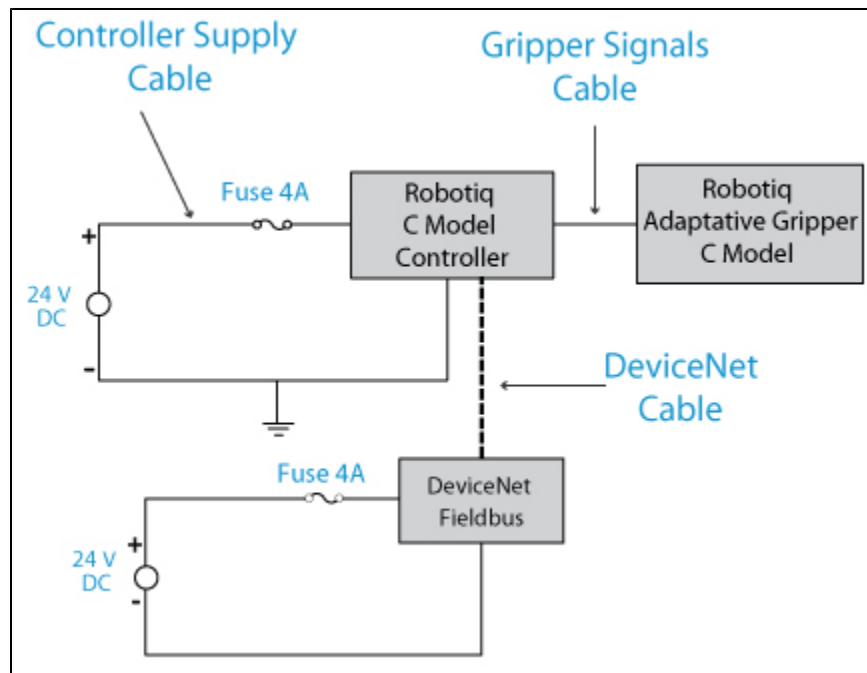 Controller Supply
Cable
Gripper Signals
Cable
Fuse 4A
Robotiq
C Model
Controller
Robotiq
Adaptative Gripper
C Model
+
24 V
DC
-
DeviceNet
Cable
Fuse 4A
DeviceNet
Fieldbus
+
24 V
DC
-